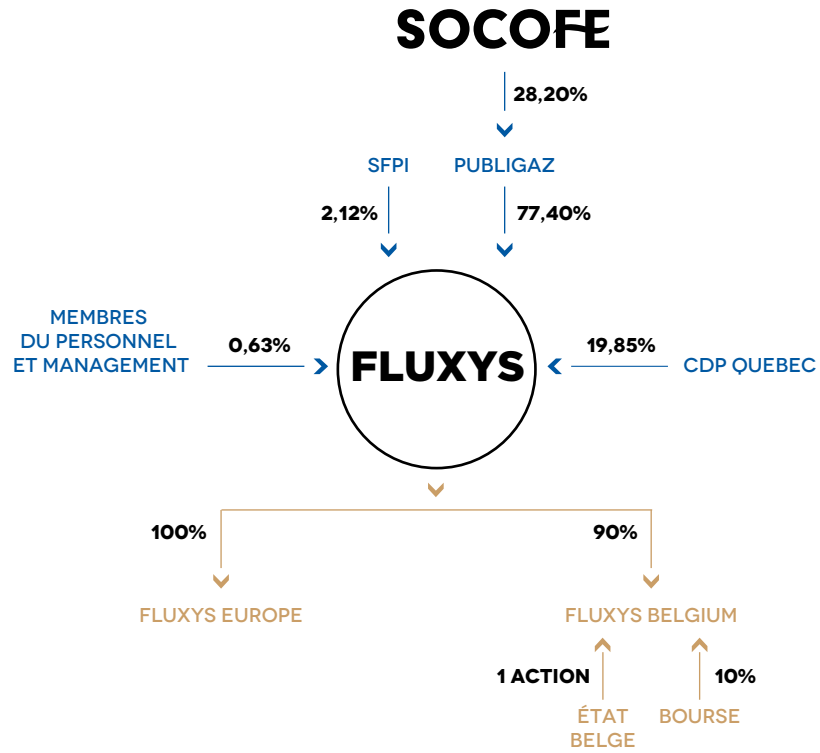 SOCOFE
28,20%
SFPI
PUBLIGAZ
2,12%
77,40%
MEMBRES
DU PERSONNEL
ET MANAGEMENT
0,63%
FLUXYS
19,85%
CDP QUEBEC
100%
90%
FLUXYS EUROPE
FLUXYS BELGIUM
1 ACTION
10%
ÉTAT
BELGE
BOURSE